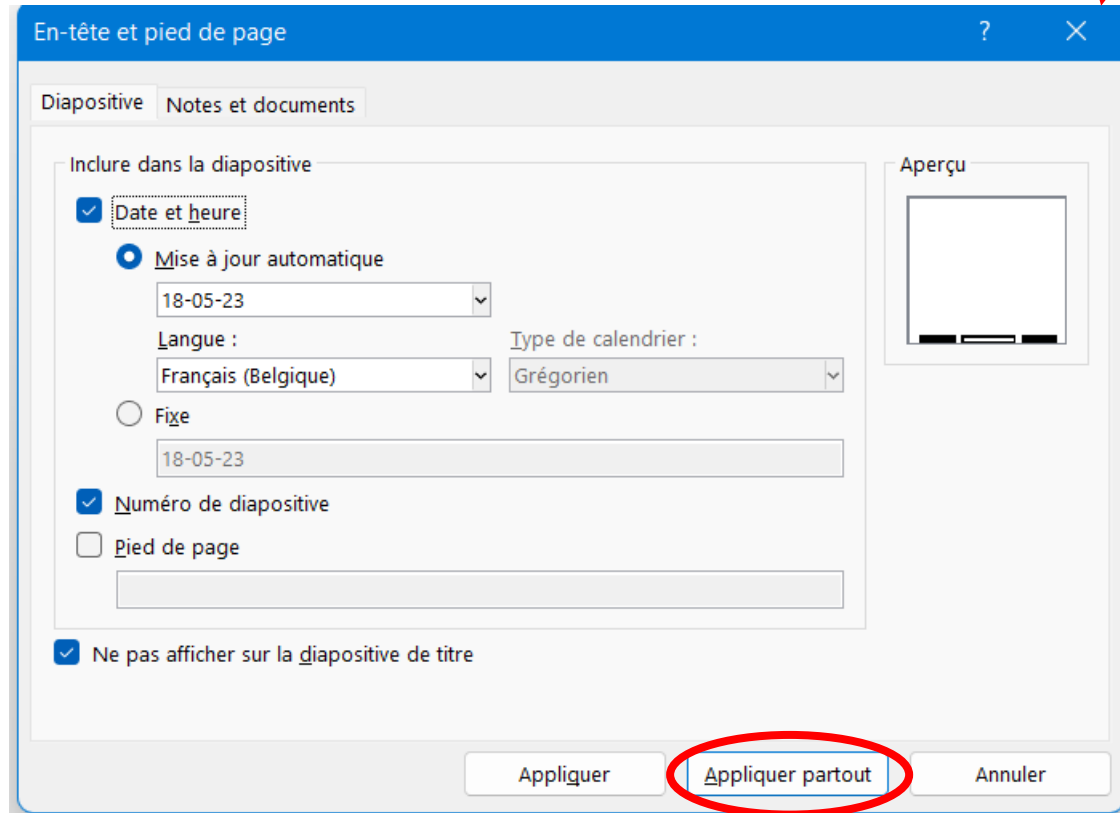 En-tête et pied de page ?
Diapositive Notes et documents
Inclure dans la diapositive
Aperçu
Date et heure
Mise à jour automatique
18-05-23
Langue : Type de calendrier :
Français (Belgique) Grégorien
Fixe
18-05-23
Numéro de diapositive
Pied de page
Ne pas afficher sur la diapositive de titre
Appliquer Appliquer partout Annuler